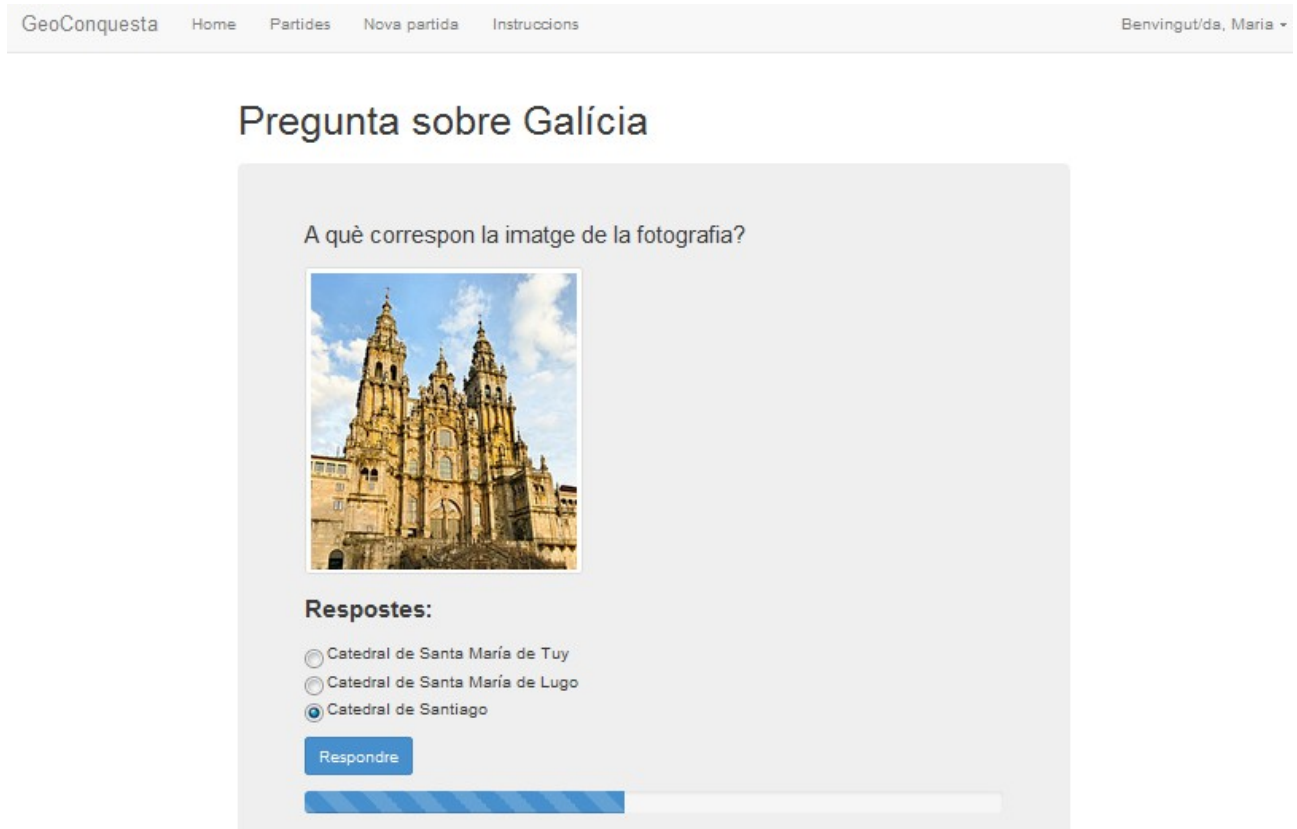 GeoConquesta Home Partides Nova partida Instruccions Benvingut/da, Maria
Pregunta sobre Galícia
A què correspon la imatge de la fotografia?
Respostes:
Catedral de Santa María de Tuy
Catedral de Santa María de Lugo
Catedral de Santiago
Respondre